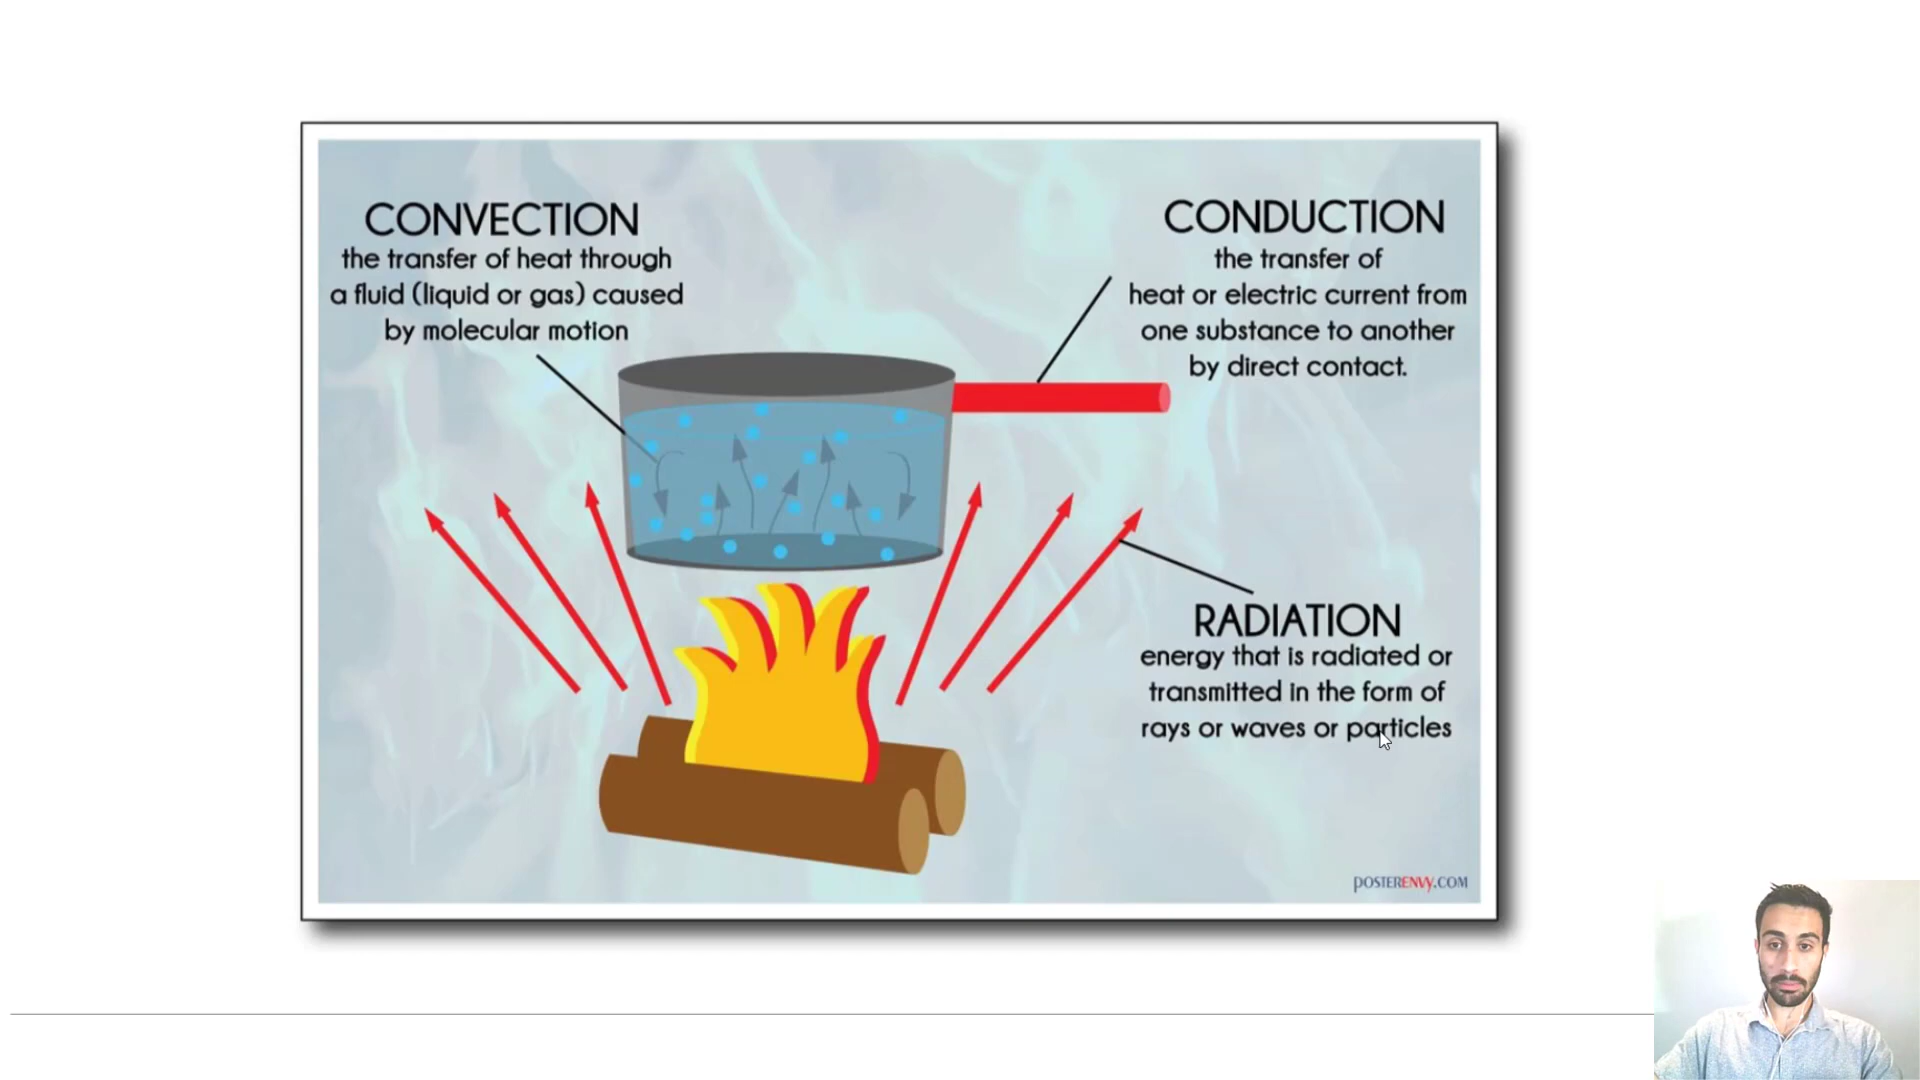 CONVECTION
the transfer of heat through
a fluid (liquid or gas) caused
by molecular motion
CONDUCTION
the transfer of
heat or electric current from
one substance to another
by direct contact.
RADIATION
energy that is radiated or
transmitted in the form of
rays or waves or particles
POSTERENVY.COM